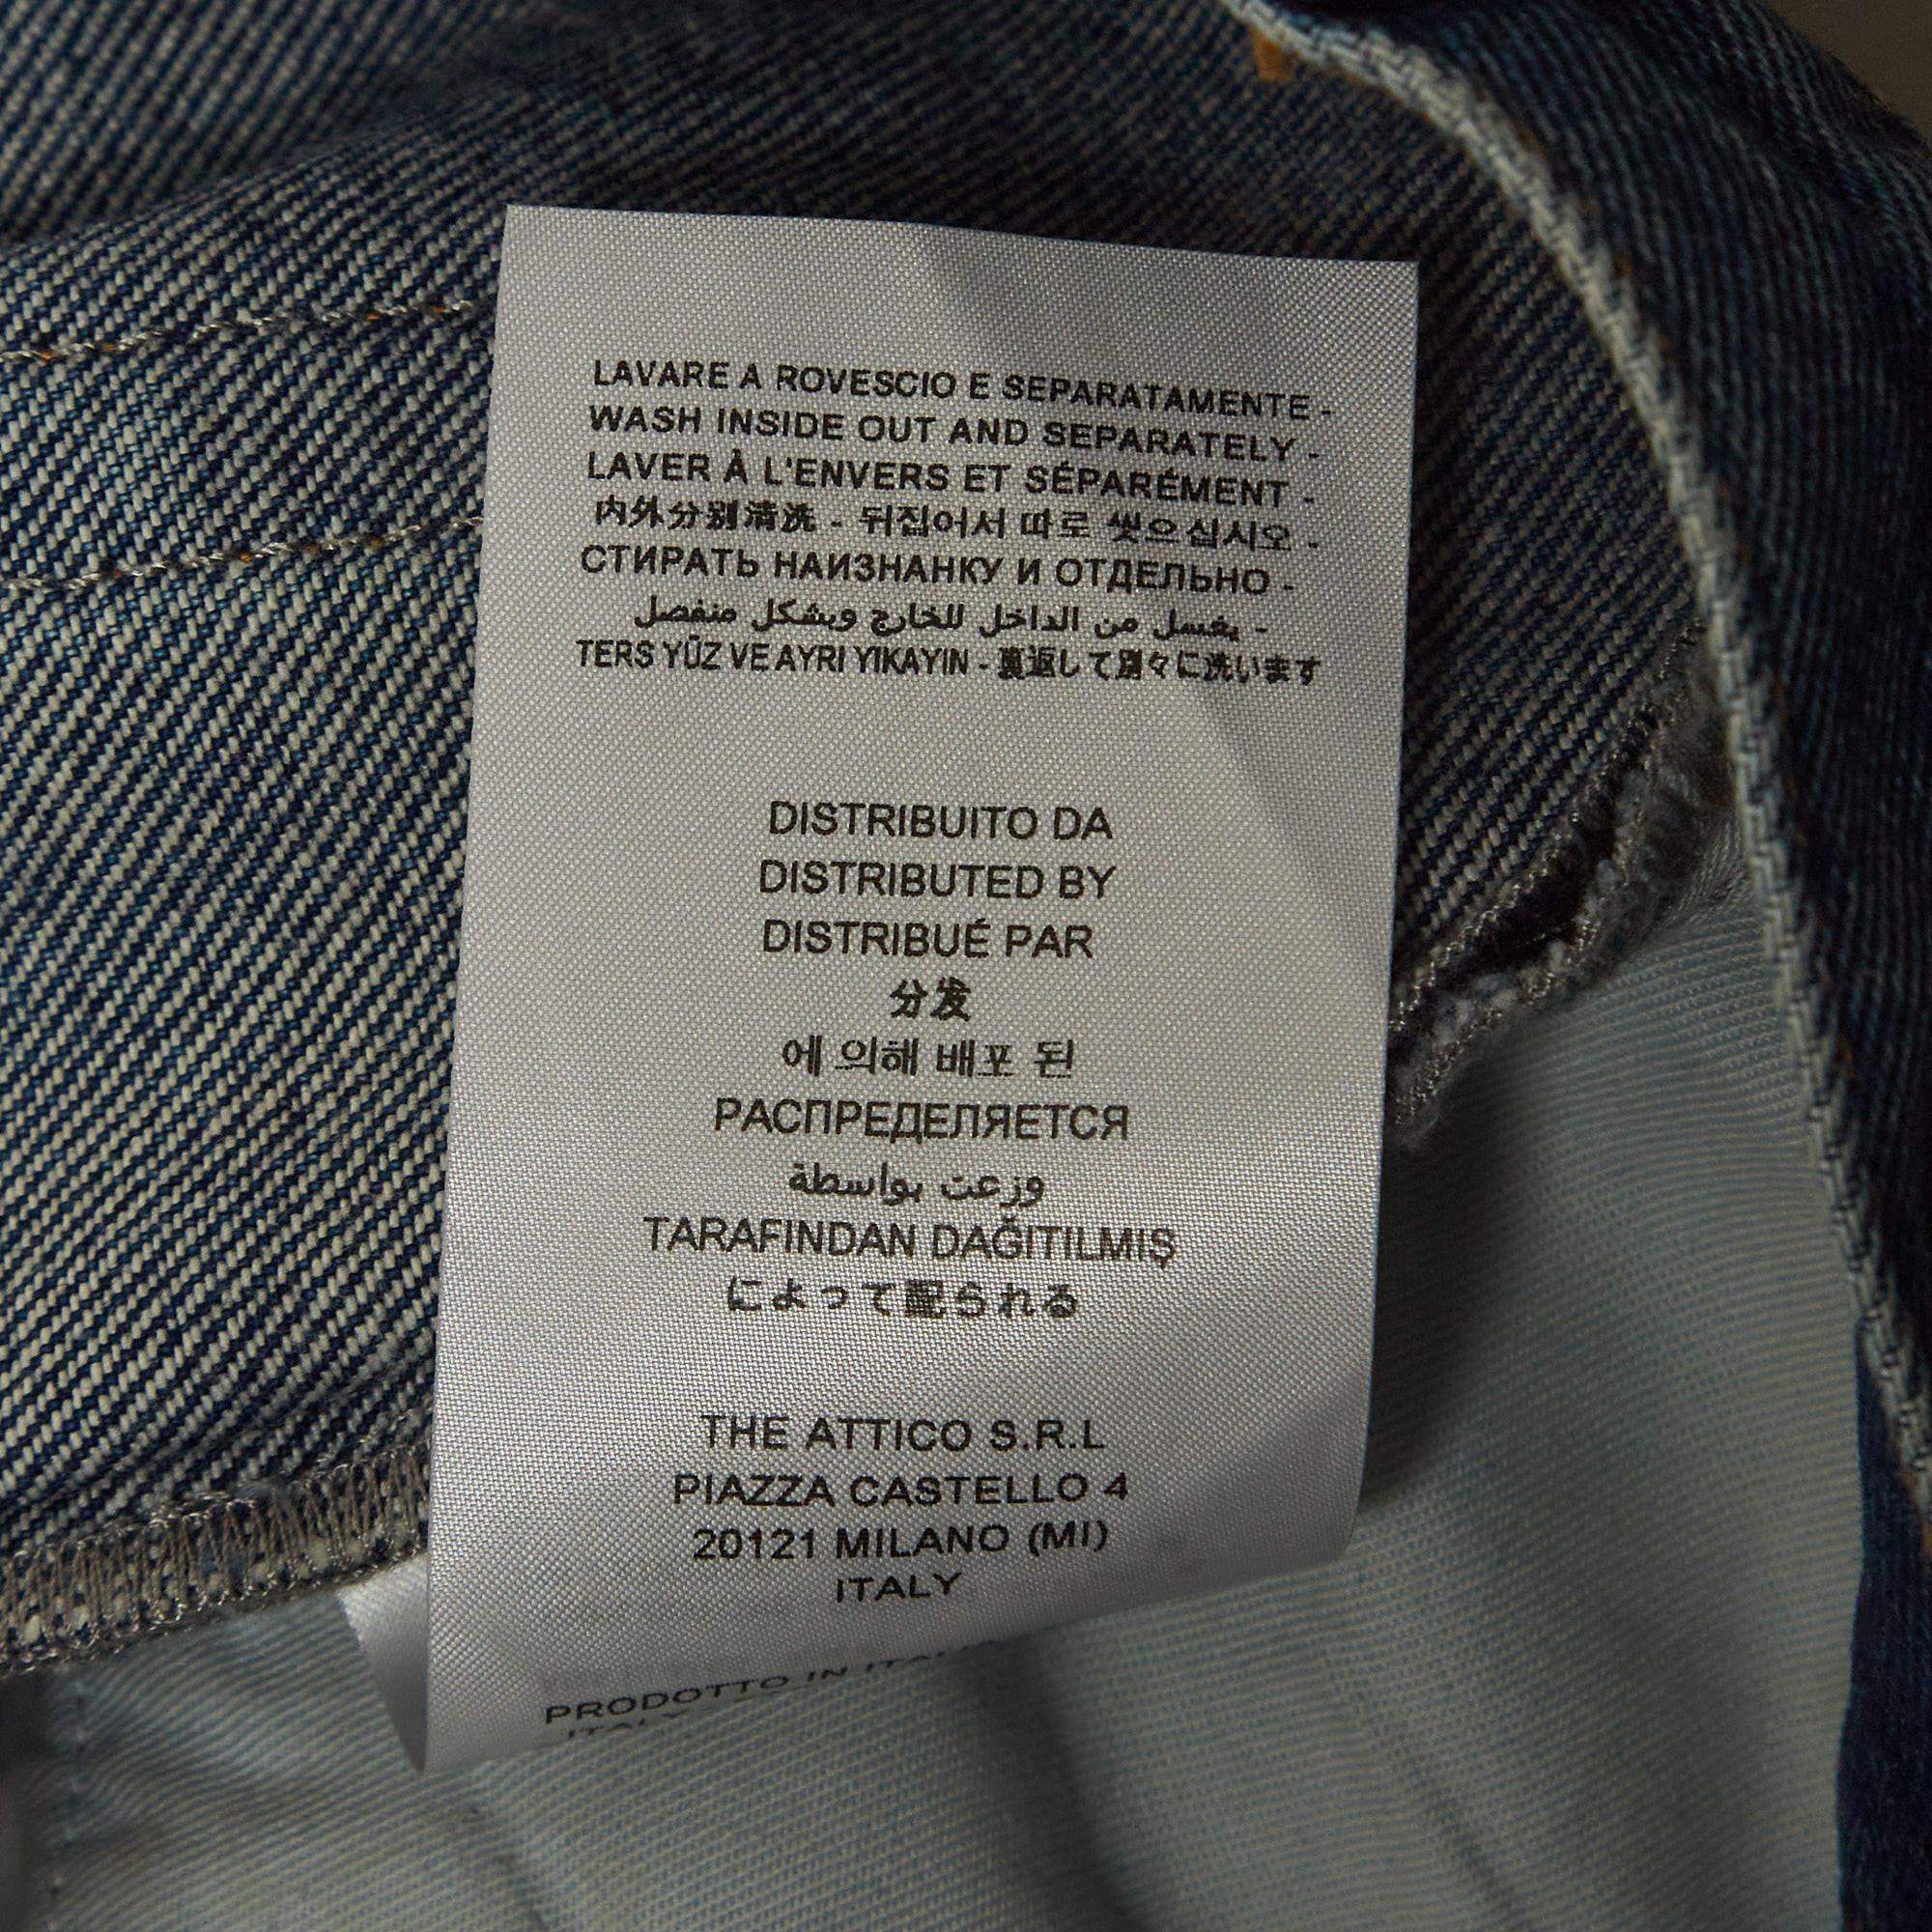 LAVARE A ROVESCIO E SEPARATAMENTE -
WASH INSIDE OUT AND SEPARATELY -
LAVER À L'ENVERS ET SÉPARÉMENT -
内外分别清洗 - 뒤집어서 따로 씻으십시오 -
СТИРАТЬ НАИЗНАНКУ И ОТДЕЛЬНО -
يغسل من الداخل للخارج وبشكل منفصل -
TERS YÜZ VE AYRI YIKAYIN - 裏返して別々に洗います
DISTRIBUITO DA
DISTRIBUTED BY
DISTRIBUÉ PAR
分发
에 의해 배포 된
РАСПРЕДЕЛЯЕТСЯ
وزعت بواسطة
TARAFINDAN DAĞITILMIŞ
によって配られる
THE ATTICO S.R.L
PIAZZA CASTELLO 4
20121 MILANO (MI)
ITALY
PRODOTTO IN